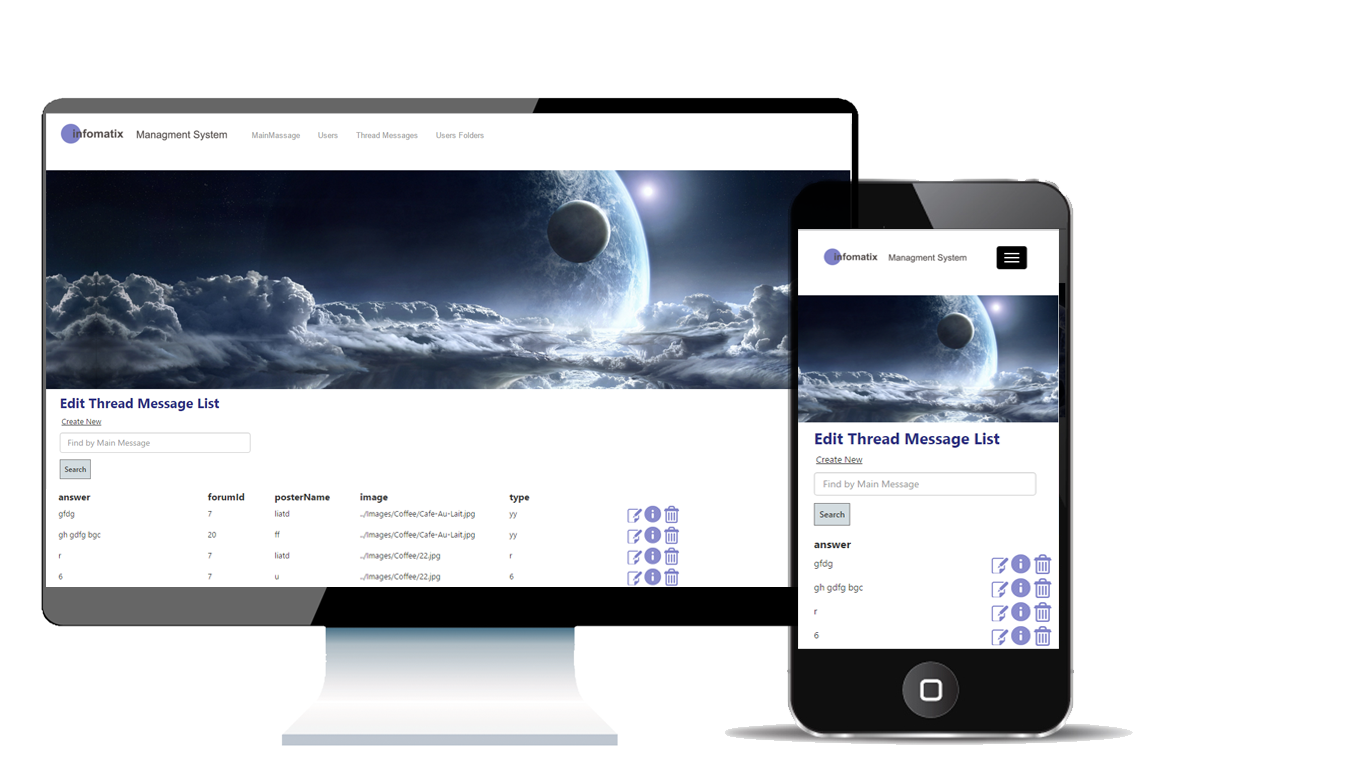 infomatix Managment System MainMassage Users Thread Messages Users Folders
Edit Thread Message List
Create New
Find by Main Message
Search
answer forumId posterName image type
gfdg 7 liatd ../Images/Coffee/Cafe-Au-Lait.jpg yy
gh gdfg bgc 20 ff ../Images/Coffee/Cafe-Au-Lait.jpg yy
r 7 liatd ../Images/Coffee/22.jpg r
6 7 u ../Images/Coffee/22.jpg 6
infomatix Managment System
Edit Thread Message List
Create New
Find by Main Message
Search
answer
gfdg
gh gdfg bgc
r
6